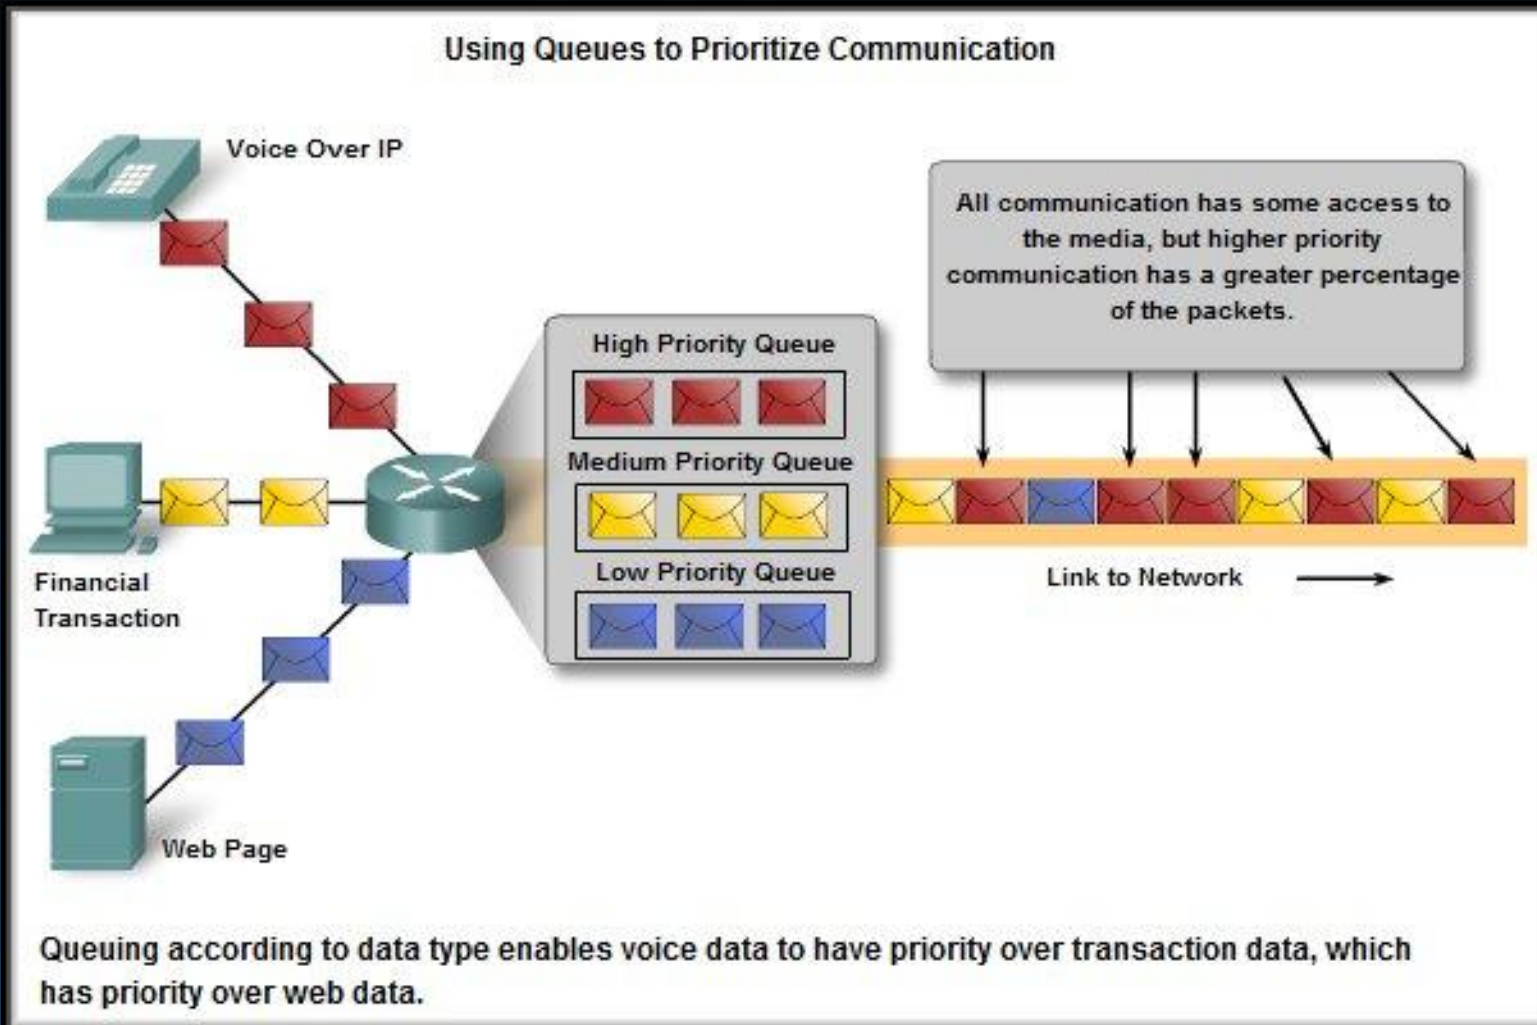 Using Queues to Prioritize Communication
Voice Over IP
All communication has some access to
the media, but higher priority
communication has a greater percentage
of the packets.
High Priority Queue
Medium Priority Queue
Low Priority Queue
Link to Network
Financial
Transaction
Web Page
Queuing according to data type enables voice data to have priority over transaction data, which
has priority over web data.